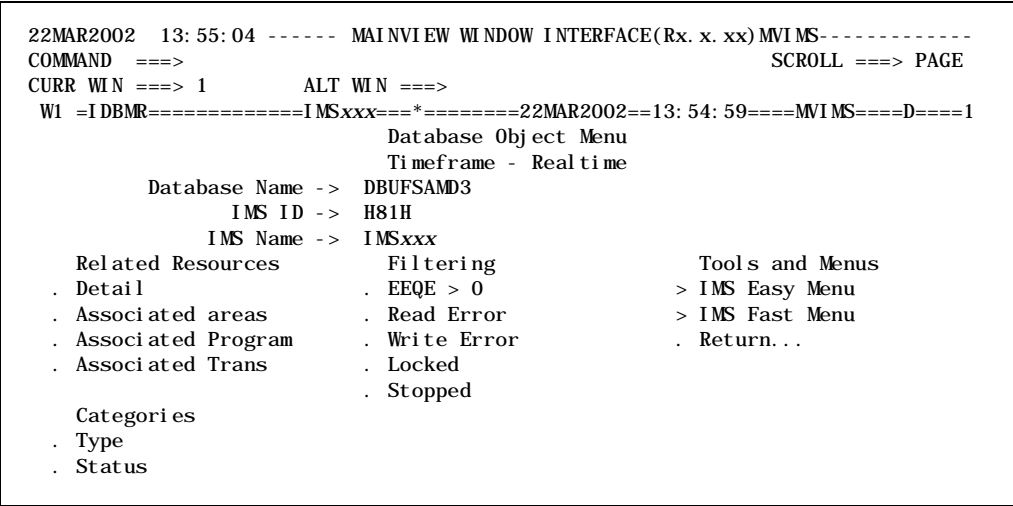 22MAR2002  13:55:04 ------ MAINVIEW WINDOW INTERFACE(Rx.x.xx)MVIMS-------------
COMMAND  ===>                                                SCROLL ===> PAGE
CURR WIN ===> 1        ALT WIN ===>
W1 =IDBMR=============IMSxxx===*========22MAR2002==13:54:59====MVIMS====D====1
Database Object Menu
Timeframe - Realtime
Database Name -> DBUFSAMD3
IMS ID -> H81H
IMS Name -> IMSxxx
Related Resources          Filtering                 Tools and Menus
. Detail                   . EEQE > 0                > IMS Easy Menu
. Associated areas         . Read Error              > IMS Fast Menu
. Associated Program       . Write Error             . Return...
. Associated Trans         . Locked
. Stopped
Categories
. Type
. Status